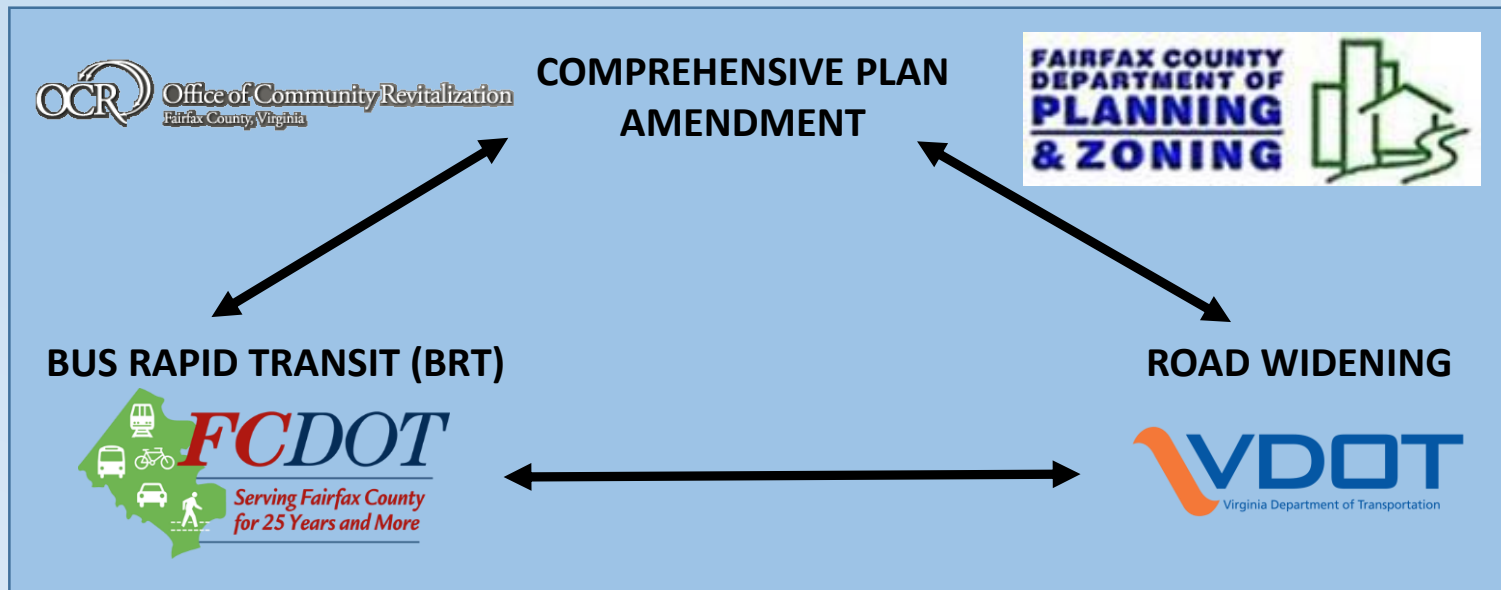 OCR
Office of Community Revitalization
Fairfax County, Virginia
COMPREHENSIVE PLAN
AMENDMENT
FAIRFAX COUNTY
DEPARTMENT OF
PLANNING
& ZONING
BUS RAPID TRANSIT (BRT)
FCDOT
Serving Fairfax County
for 25 Years and More
ROAD WIDENING
VDOT
Virginia Department of Transportation